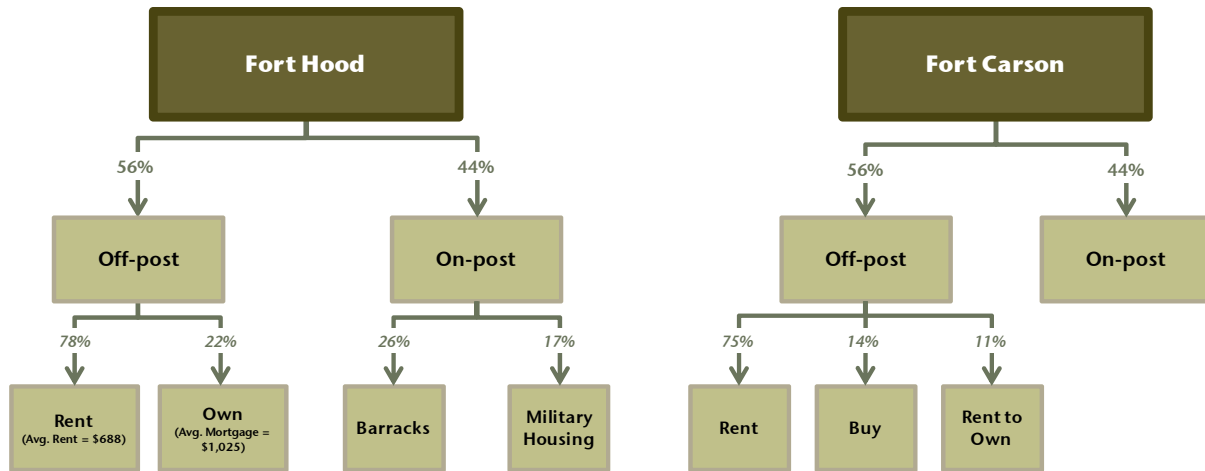 Fort Hood
Fort Carson
56%
44%
56%
44%
Off-post
On-post
Off-post
On-post
78%
22%
26%
17%
75%
14%
11%
Rent
(Avg. Rent = $688)
Own
(Avg. Mortgage =
$1,025)
Barracks
Military
Housing
Rent
Buy
Rent to
Own